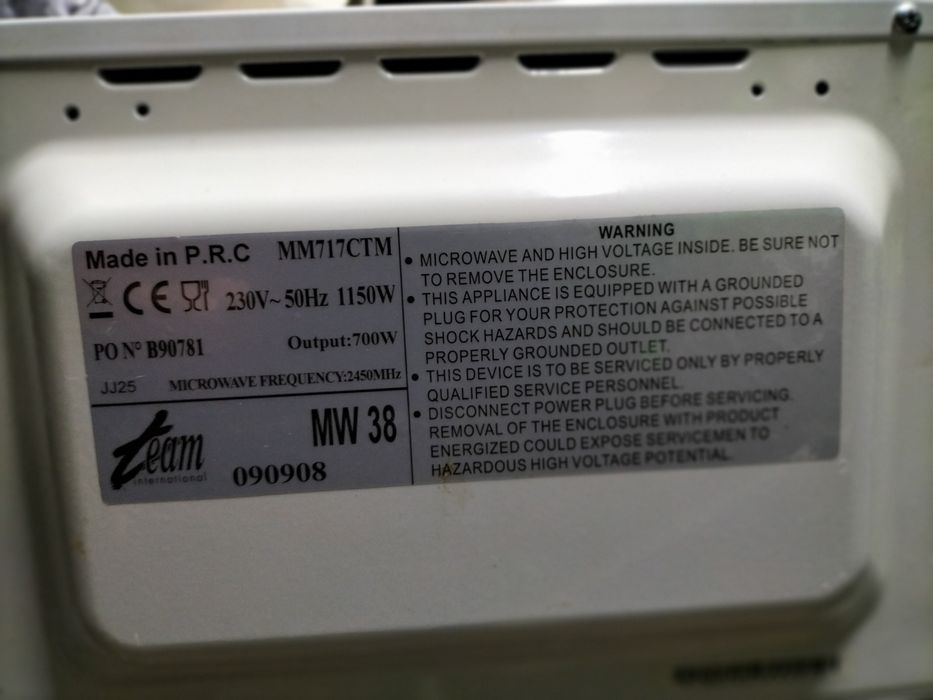 Made in P.R.C MM717CTM
CE 230V~50Hz 1150W
PO Nº B90781 Output:700W
JJ25 MICROWAVE FREQUENCY:2450MHz
team MW 38
international 090908
WARNING
• MICROWAVE AND HIGH VOLTAGE INSIDE. BE SURE NOT
TO REMOVE THE ENCLOSURE.
• THIS APPLIANCE IS EQUIPPED WITH A GROUNDED
PLUG FOR YOUR PROTECTION AGAINST POSSIBLE
SHOCK HAZARDS AND SHOULD BE CONNECTED TO A
PROPERLY GROUNDED OUTLET.
• THIS DEVICE IS TO BE SERVICED ONLY BY PROPERLY
QUALIFIED SERVICE PERSONNEL.
• DISCONNECT POWER PLUG BEFORE SERVICING.
REMOVAL OF THE ENCLOSURE WITH PRODUCT
ENERGIZED COULD EXPOSE SERVICEMEN TO
HAZARDOUS HIGH VOLTAGE POTENTIAL.